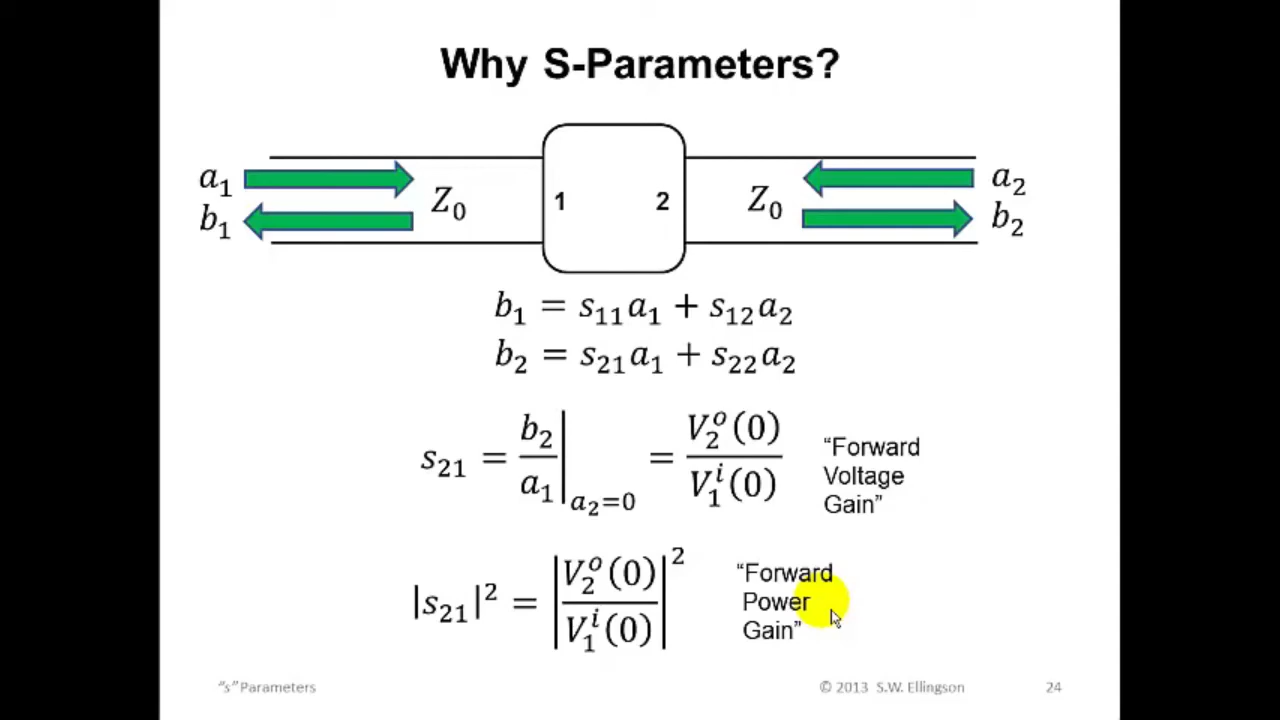 Why S-Parameters?
a₁ Z₀ 1 2 Z₀ a₂
b₁ b₂
b₁ = s₁₁a₁ + s₁₂a₂
b₂ = s₂₁a₁ + s₂₂a₂
s₂₁ = b₂/a₁ |a₂=0 = V₂ᵒ(0)/V₁ⁱ(0)
“Forward
Voltage
Gain”
|s₂₁|² = |V₂ᵒ(0)/V₁ⁱ(0)|²
“Forward
Power
Gain”
“s” Parameters © 2013 S.W. Ellingson 24